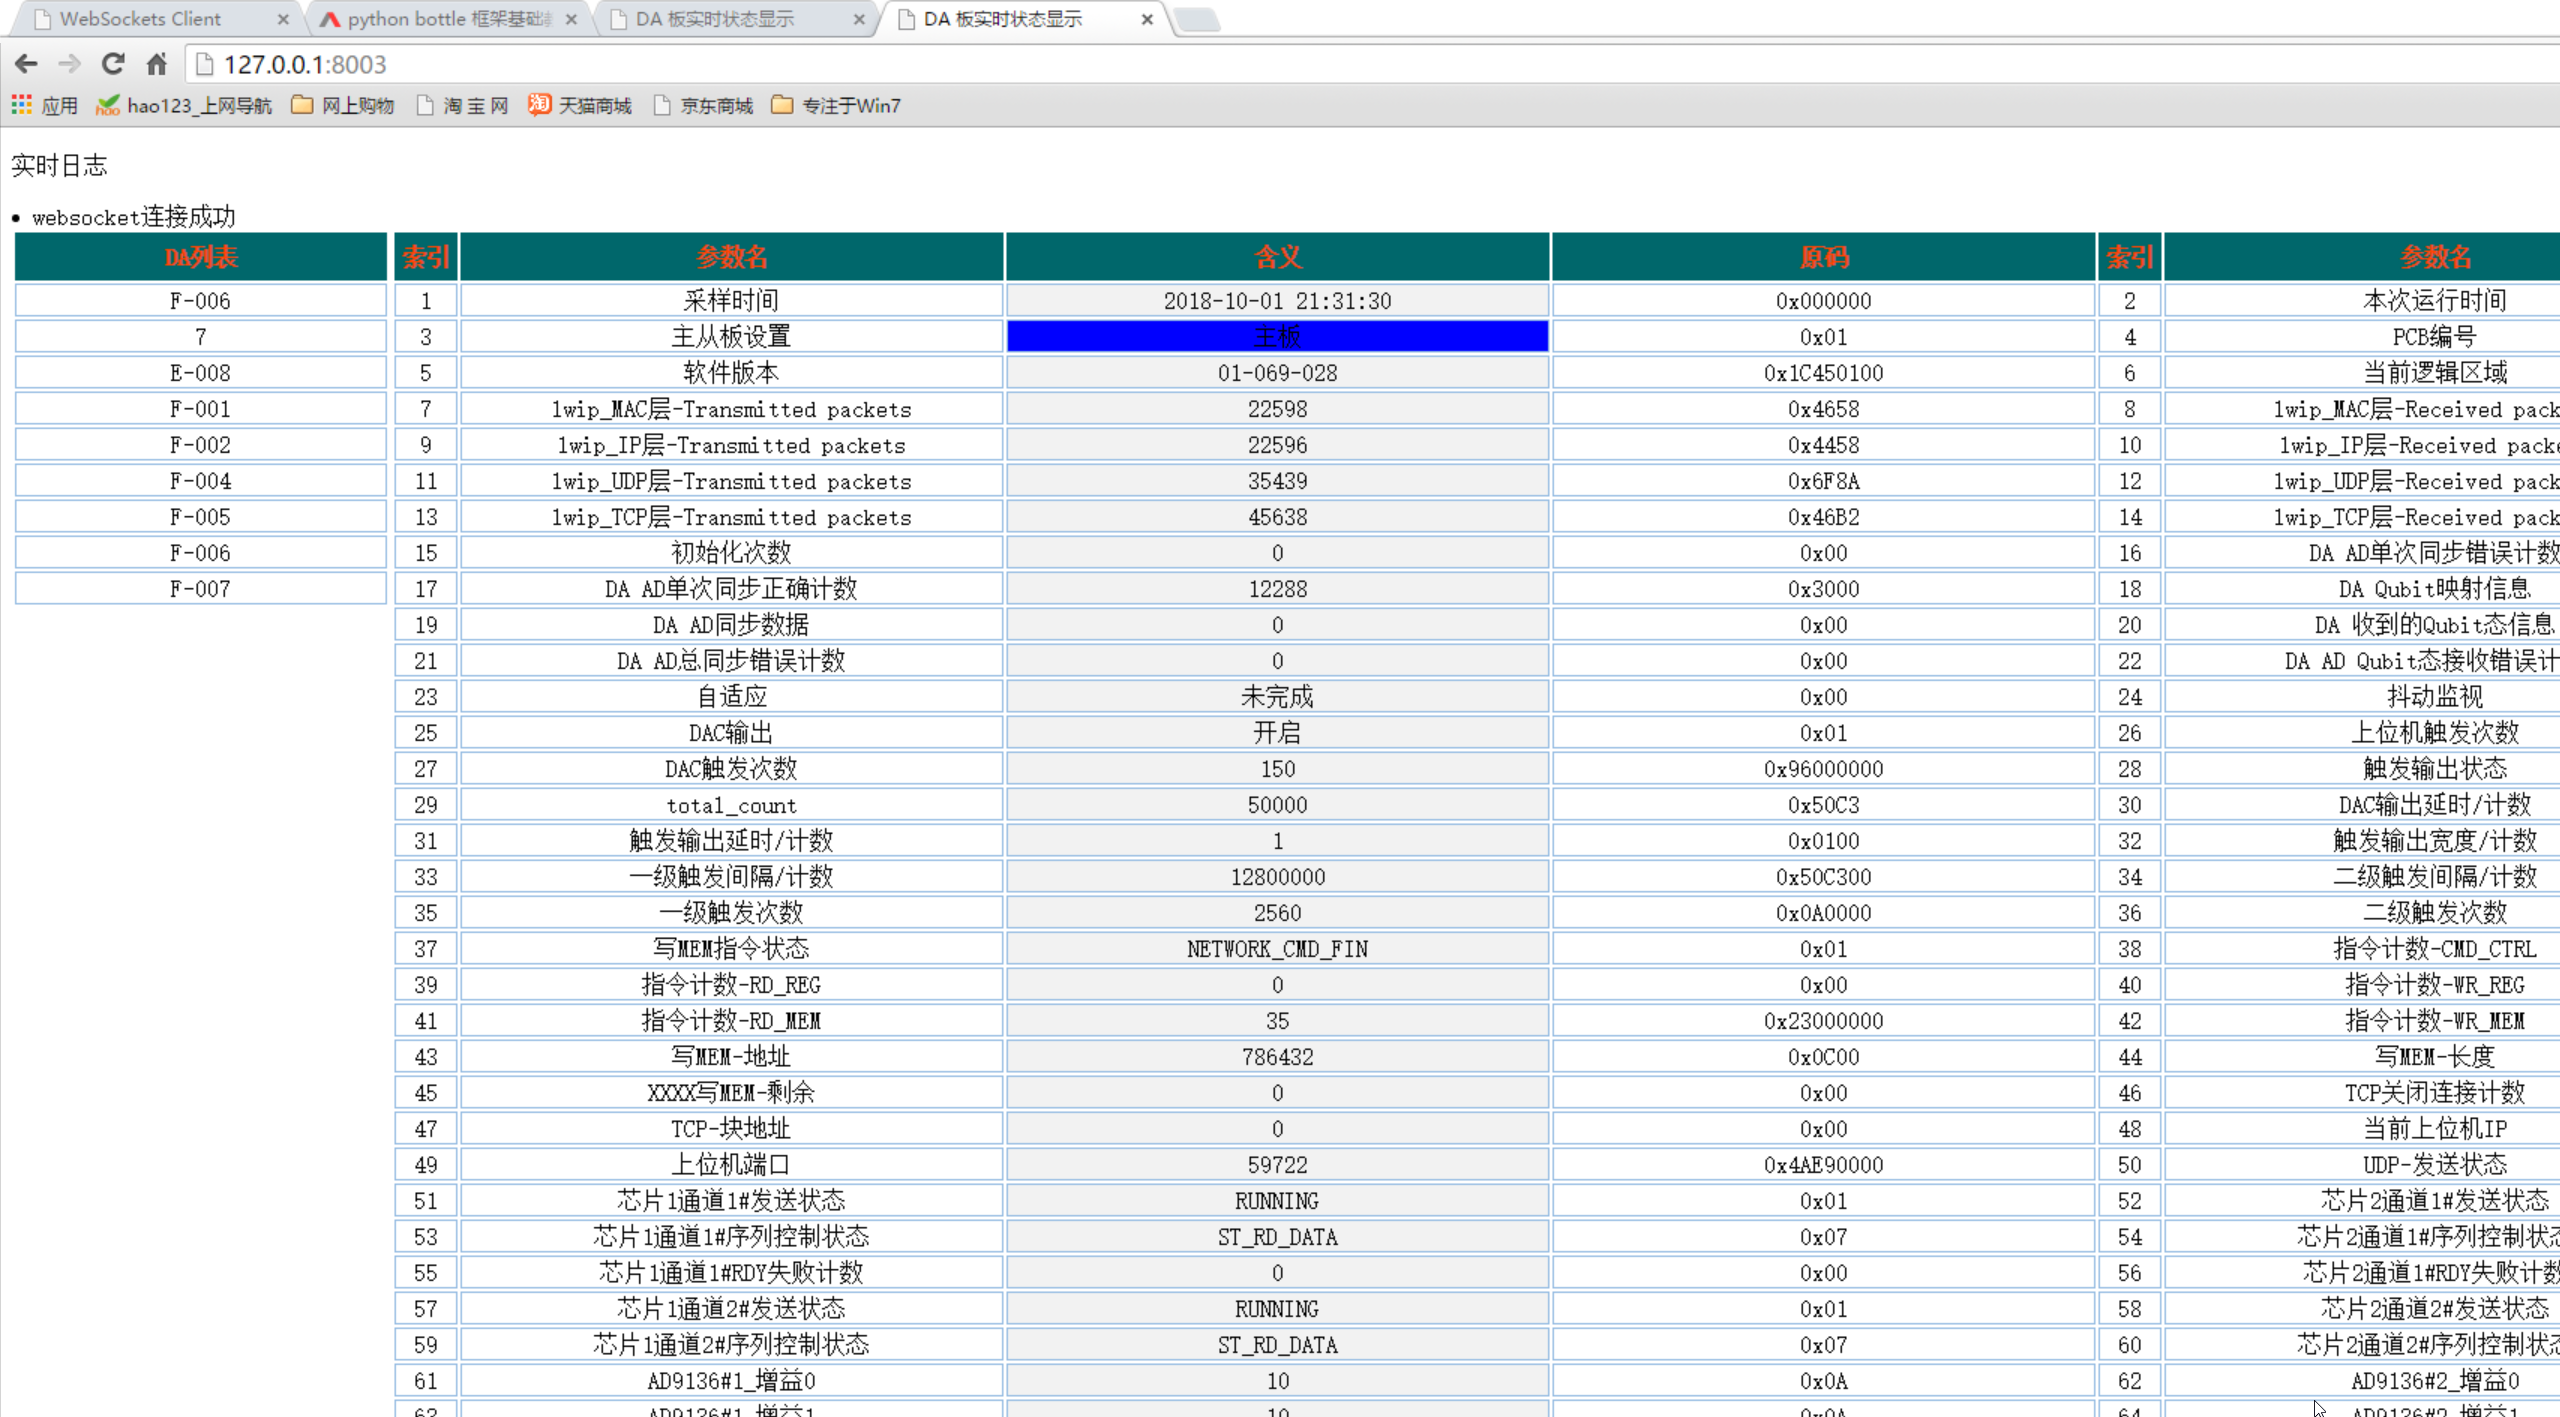 WebSockets Client
python bottle 框架基础
DA 板实时状态显示
DA 板实时状态显示
127.0.0.1:8003
应用 hao123_上网导航 网上购物 淘 宝 网 天猫商城 京东商城 专注于Win7
实时日志
• websocket连接成功
DA列表 索引 参数名 含义 原码 索引 参数名
F-006 1 采样时间 2018-10-01 21:31:30 0x000000 2 本次运行时间
7 3 主从板设置 主板 0x01 4 PCB编号
E-008 5 软件版本 01-069-028 0x1C450100 6 当前逻辑区域
F-001 7 lwip_MAC层-Transmitted packets 22598 0x4658 8 lwip_MAC层-Received pack
F-002 9 lwip_IP层-Transmitted packets 22596 0x4458 10 lwip_IP层-Received packe
F-004 11 lwip_UDP层-Transmitted packets 35439 0x6F8A 12 lwip_UDP层-Received pack
F-005 13 lwip_TCP层-Transmitted packets 45638 0x46B2 14 lwip_TCP层-Received pack
F-006 15 初始化次数 0 0x00 16 DA AD单次同步错误计数
F-007 17 DA AD单次同步正确计数 12288 0x3000 18 DA Qubit映射信息
19 DA AD同步数据 0 0x00 20 DA 收到的Qubit态信息
21 DA AD总同步错误计数 0 0x00 22 DA AD Qubit态接收错误计
23 自适应 未完成 0x00 24 抖动监视
25 DAC输出 开启 0x01 26 上位机触发次数
27 DAC触发次数 150 0x96000000 28 触发输出状态
29 total_count 50000 0x50C3 30 DAC输出延时/计数
31 触发输出延时/计数 1 0x0100 32 触发输出宽度/计数
33 一级触发间隔/计数 12800000 0x50C300 34 二级触发间隔/计数
35 一级触发次数 2560 0x0A0000 36 二级触发次数
37 写MEM指令状态 NETWORK_CMD_FIN 0x01 38 指令计数-CMD_CTRL
39 指令计数-RD_REG 0 0x00 40 指令计数-WR_REG
41 指令计数-RD_MEM 35 0x23000000 42 指令计数-WR_MEM
43 写MEM-地址 786432 0x0C00 44 写MEM-长度
45 XXXX写MEM-剩余 0 0x00 46 TCP关闭连接计数
47 TCP-块地址 0 0x00 48 当前上位机IP
49 上位机端口 59722 0x4AE90000 50 UDP-发送状态
51 芯片1通道1#发送状态 RUNNING 0x01 52 芯片2通道1#发送状态
53 芯片1通道1#序列控制状态 ST_RD_DATA 0x07 54 芯片2通道1#序列控制状态
55 芯片1通道1#RDY失败计数 0 0x00 56 芯片2通道1#RDY失败计数
57 芯片1通道2#发送状态 RUNNING 0x01 58 芯片2通道2#发送状态
59 芯片1通道2#序列控制状态 ST_RD_DATA 0x07 60 芯片2通道2#序列控制状态
61 AD9136#1_增益0 10 0x0A 62 AD9136#2_增益0
63 AD9136#1_增益1 10 0x0A 64 AD9136#2_增益1